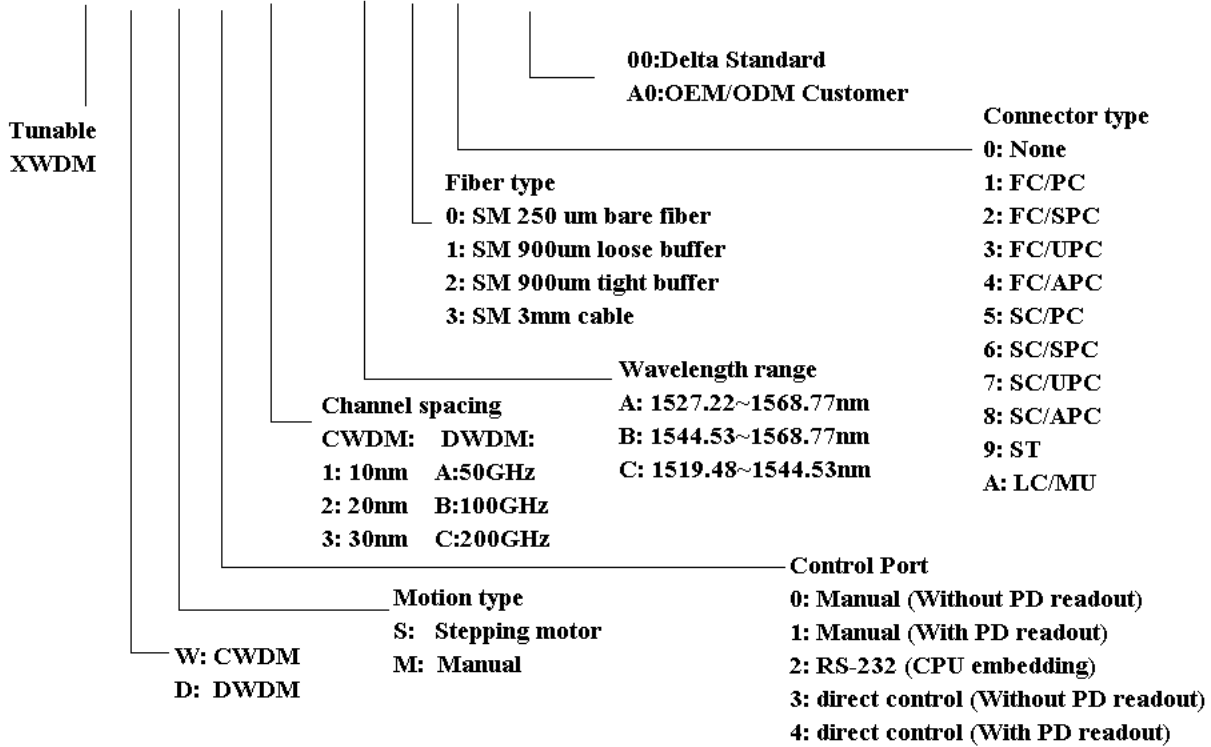 00:Delta Standard
A0:OEM/ODM Customer
Tunable
XWDM
Connector type
0: None
1: FC/PC
2: FC/SPC
3: FC/UPC
4: FC/APC
5: SC/PC
6: SC/SPC
7: SC/UPC
8: SC/APC
9: ST
A: LC/MU
Fiber type
0: SM 250 um bare fiber
1: SM 900um loose buffer
2: SM 900um tight buffer
3: SM 3mm cable
Wavelength range
A: 1527.22~1568.77nm
B: 1544.53~1568.77nm
C: 1519.48~1544.53nm
Channel spacing
CWDM: DWDM:
1: 10nm A:50GHz
2: 20nm B:100GHz
3: 30nm C:200GHz
Control Port
0: Manual (Without PD readout)
1: Manual (With PD readout)
2: RS-232 (CPU embedding)
3: direct control (Without PD readout)
4: direct control (With PD readout)
Motion type
S: Stepping motor
M: Manual
W: CWDM
D: DWDM